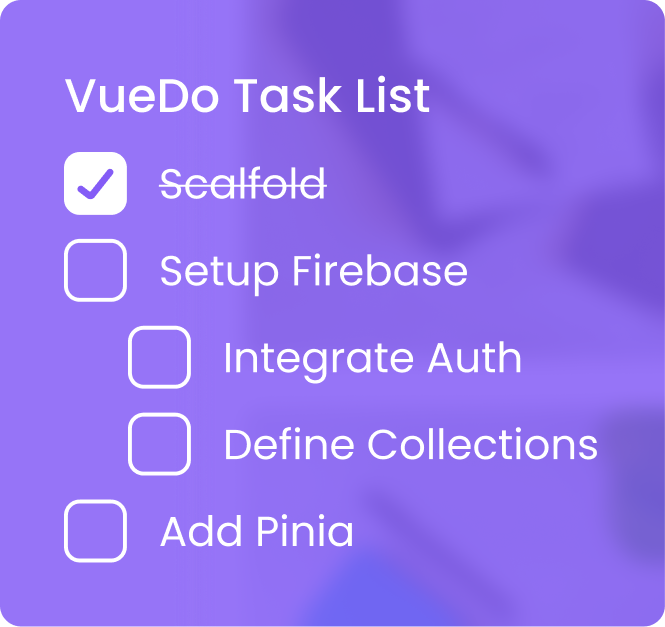 VueDo Task List
Scalfold
Setup Firebase
Integrate Auth
Define Collections
Add Pinia